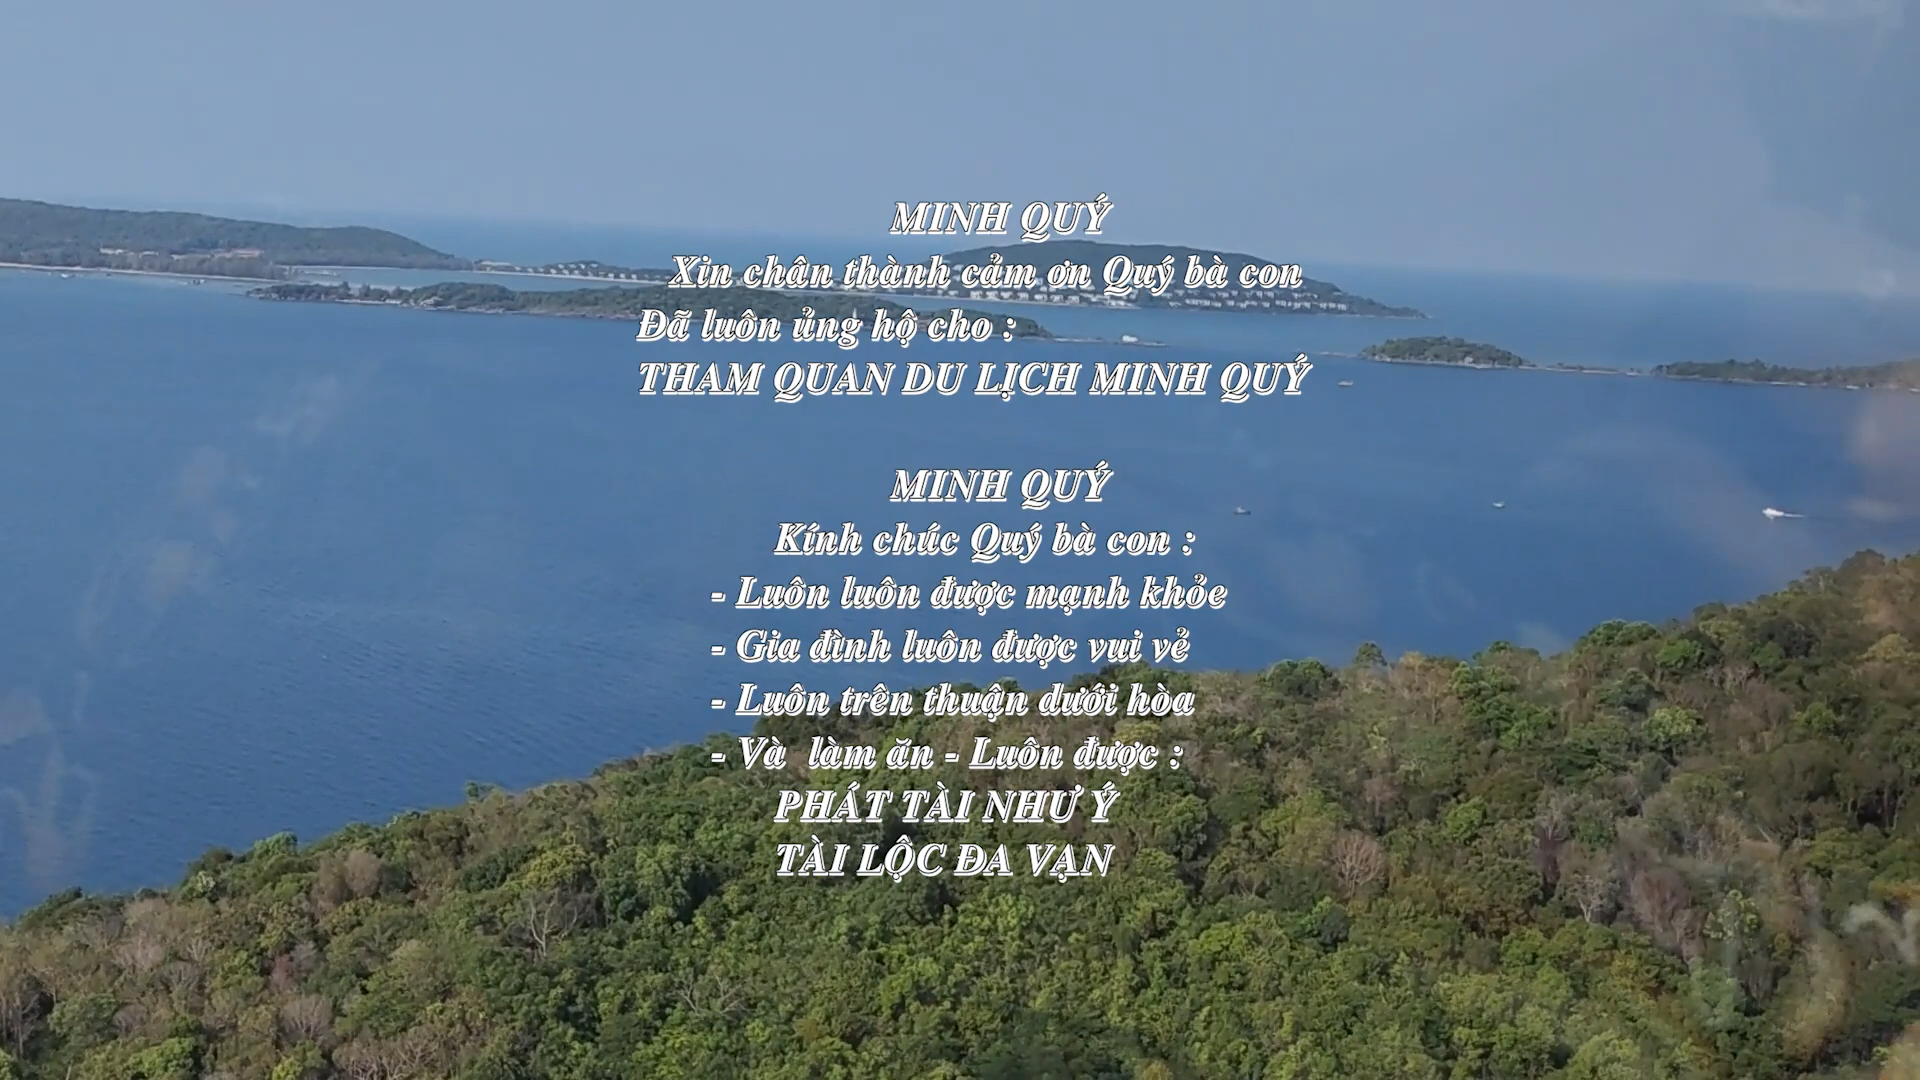 MINH QUÝ
Xin chân thành cảm ơn Quý bà con
Đã luôn ủng hộ cho :
THAM QUAN DU LỊCH MINH QUÝ
MINH QUÝ
Kính chúc Quý bà con :
- Luôn luôn được mạnh khỏe
- Gia đình luôn được vui vẻ
- Luôn trên thuận dưới hòa
- Và  làm ăn - Luôn được :
PHÁT TÀI NHƯ Ý
TÀI LỘC ĐA VẠN